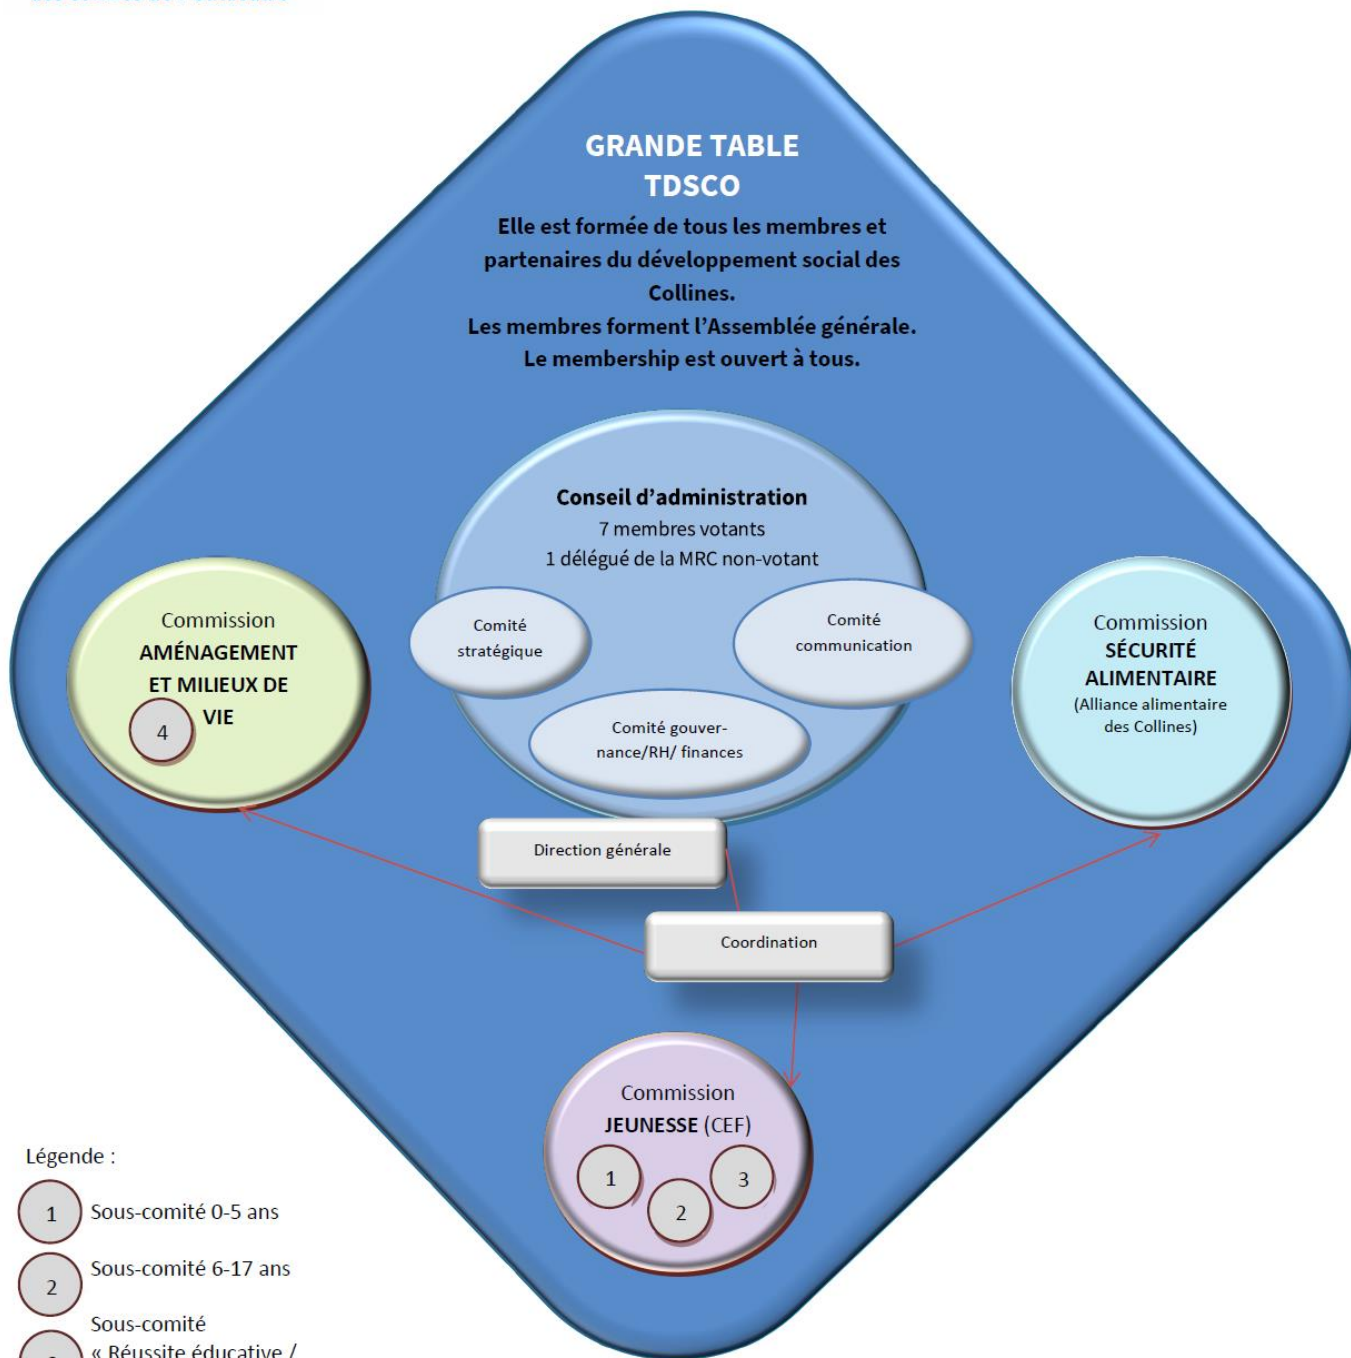 GRANDE TABLE
TDSCO
Elle est formée de tous les membres et
partenaires du développement social des
Collines.
Les membres forment l’Assemblée générale.
Le membership est ouvert à tous.
Conseil d’administration
7 membres votants
1 délégué de la MRC non-votant
Comité
stratégique
Comité
communication
Comité gouver-
nance/RH/ finances
Commission
AMÉNAGEMENT
ET MILIEUX DE
VIE
4
Commission
SÉCURITÉ
ALIMENTAIRE
(Alliance alimentaire
des Collines)
Direction générale
Coordination
Commission
JEUNESSE (CEF)
1
2
3
Légende :
1 Sous-comité 0-5 ans
2 Sous-comité 6-17 ans
Sous-comité
« Réussite éducative /